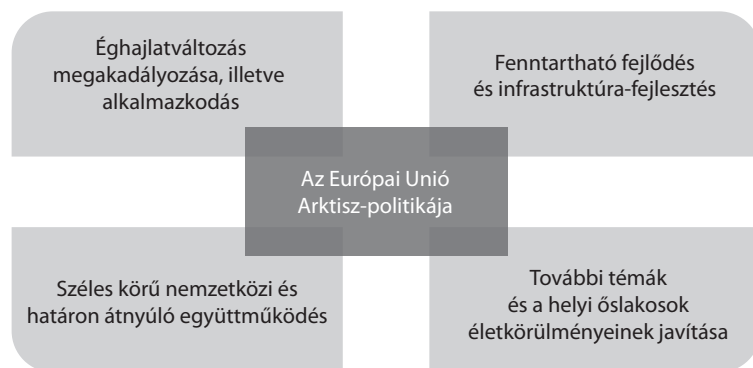 Éghajlatváltozás
megakadályozása, illetve
alkalmazkodás
Fenntartható fejlődés
és infrastruktúra-fejlesztés
Az Európai Unió
Arktisz-politikája
Széles körű nemzetközi és
határon átnyúló együttműködés
További témák
és a helyi őslakosok
életkörülményeinek javítása